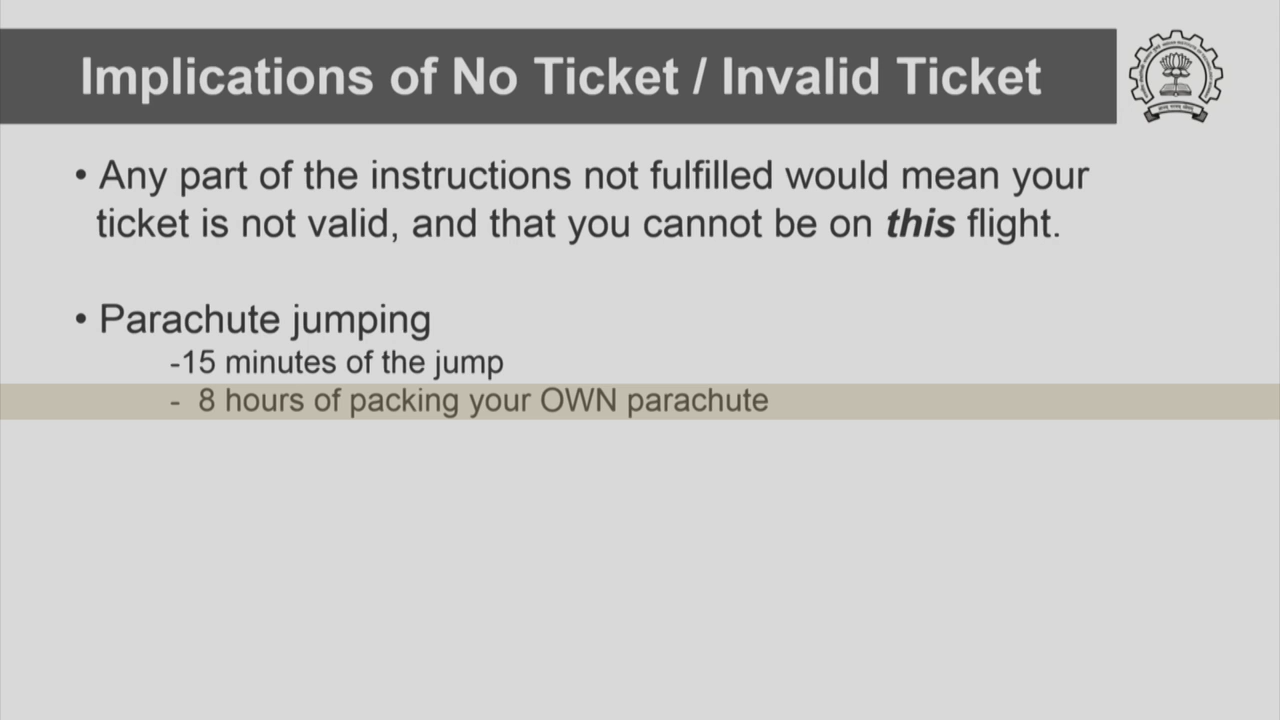 Implications of No Ticket / Invalid Ticket
• Any part of the instructions not fulfilled would mean your
ticket is not valid, and that you cannot be on this flight.
• Parachute jumping
-15 minutes of the jump
- 8 hours of packing your OWN parachute